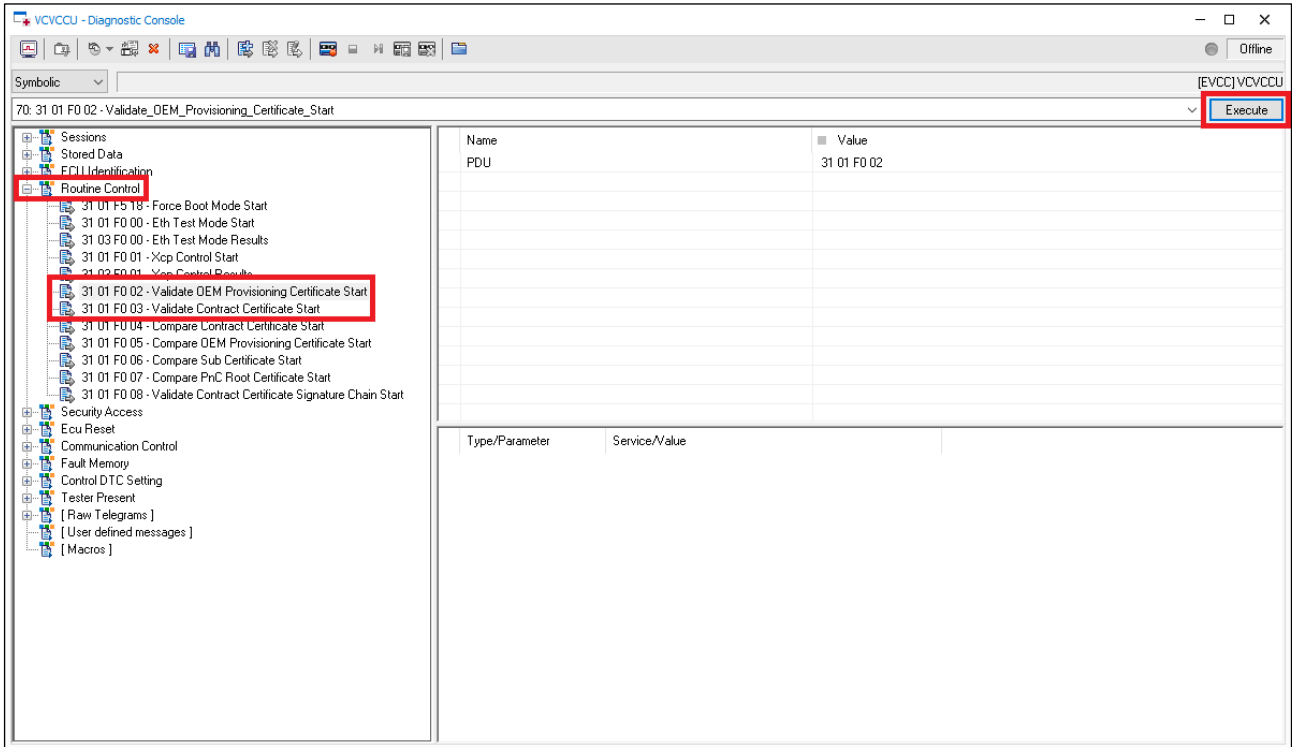 VCVCCU - Diagnostic Console
Offline
Symbolic
[EVCC] VCVCCU
70: 31 01 F0 02 - Validate_OEM_Provisioning_Certificate_Start
Execute
Sessions
Stored Data
ECU Identification
Routine Control
31 01 F5 18 - Force Boot Mode Start
31 01 F0 00 - Eth Test Mode Start
31 03 F0 00 - Eth Test Mode Results
31 01 F0 01 - Xcp Control Start
31 03 F0 01 - Xcp Control Results
31 01 F0 02 - Validate OEM Provisioning Certificate Start
31 01 F0 03 - Validate Contract Certificate Start
31 01 F0 04 - Compare Contract Certificate Start
31 01 F0 05 - Compare OEM Provisioning Certificate Start
31 01 F0 06 - Compare Sub Certificate Start
31 01 F0 07 - Compare PnC Root Certificate Start
31 01 F0 08 - Validate Contract Certificate Signature Chain Start
Security Access
Ecu Reset
Communication Control
Fault Memory
Control DTC Setting
Tester Present
[ Raw Telegrams ]
[ User defined messages ]
[ Macros ]
Name Value
PDU 31 01 F0 02
Type/Parameter Service/Value